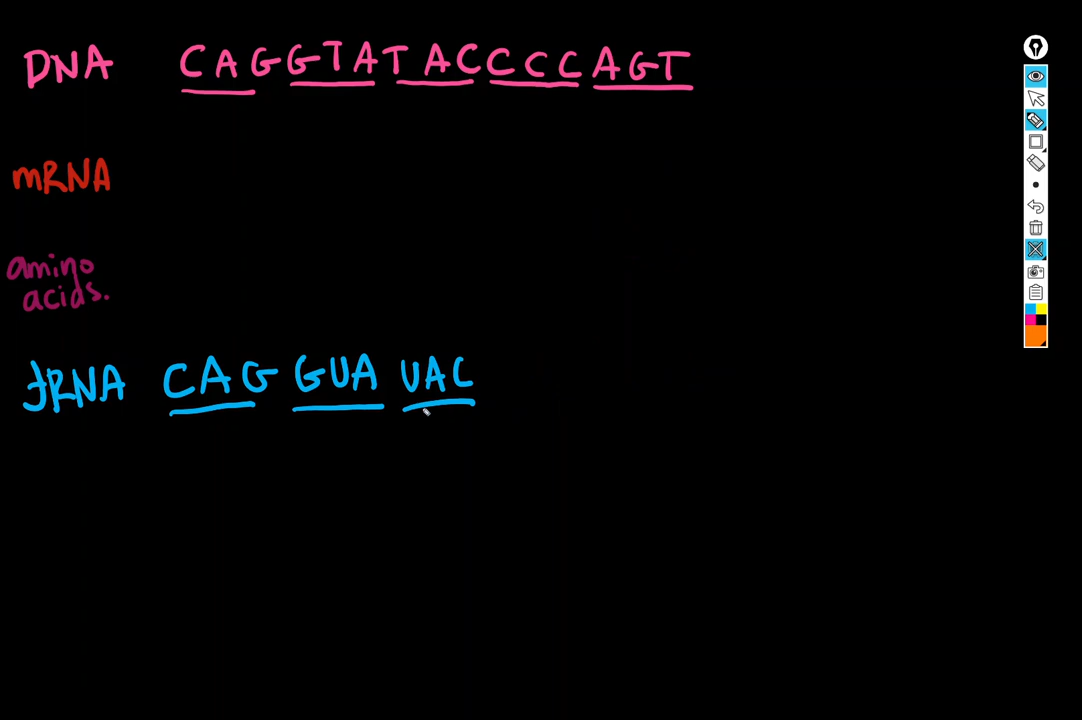 DNA CAGGTATACCCCAGT
mRNA
amino
acids.
tRNA CAG GUA UAC